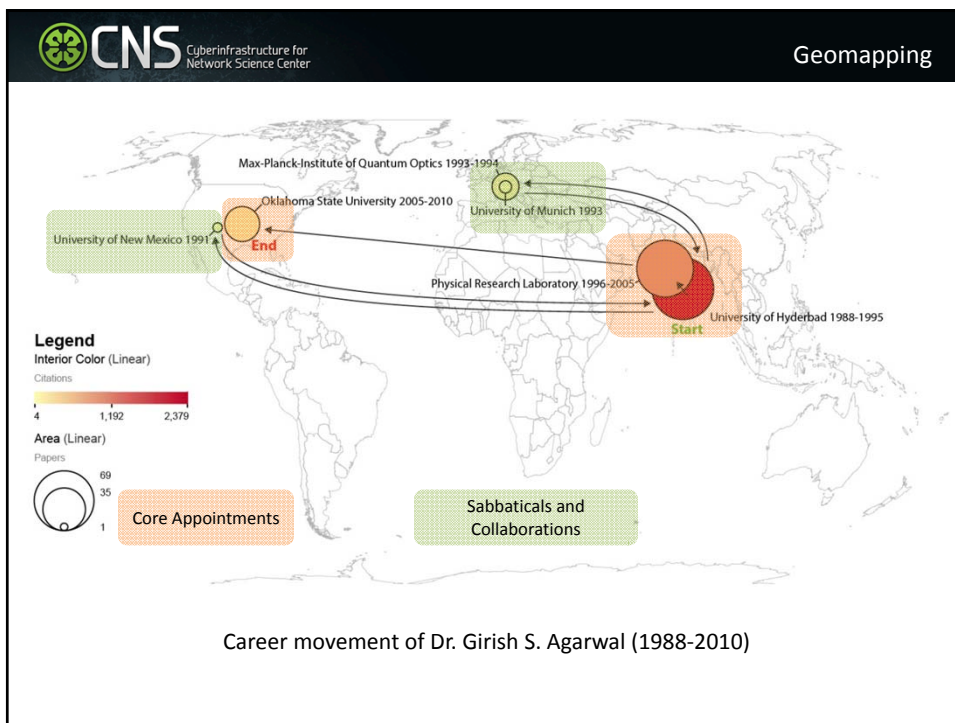 CNS
Cyberinfrastructure for
Network Science Center
Geomapping
Max-Planck-Institute of Quantum Optics 1993-1994
Oklahoma State University 2005-2010
University of Munich 1993
University of New Mexico 1991
End
Physical Research Laboratory 1996-2005
University of Hyderbad 1988-1995
Start
Legend
Interior Color (Linear)
Citations
4 1,192 2,379
Area (Linear)
Papers
69
35
1
Core Appointments
Sabbaticals and
Collaborations
Career movement of Dr. Girish S. Agarwal (1988-2010)